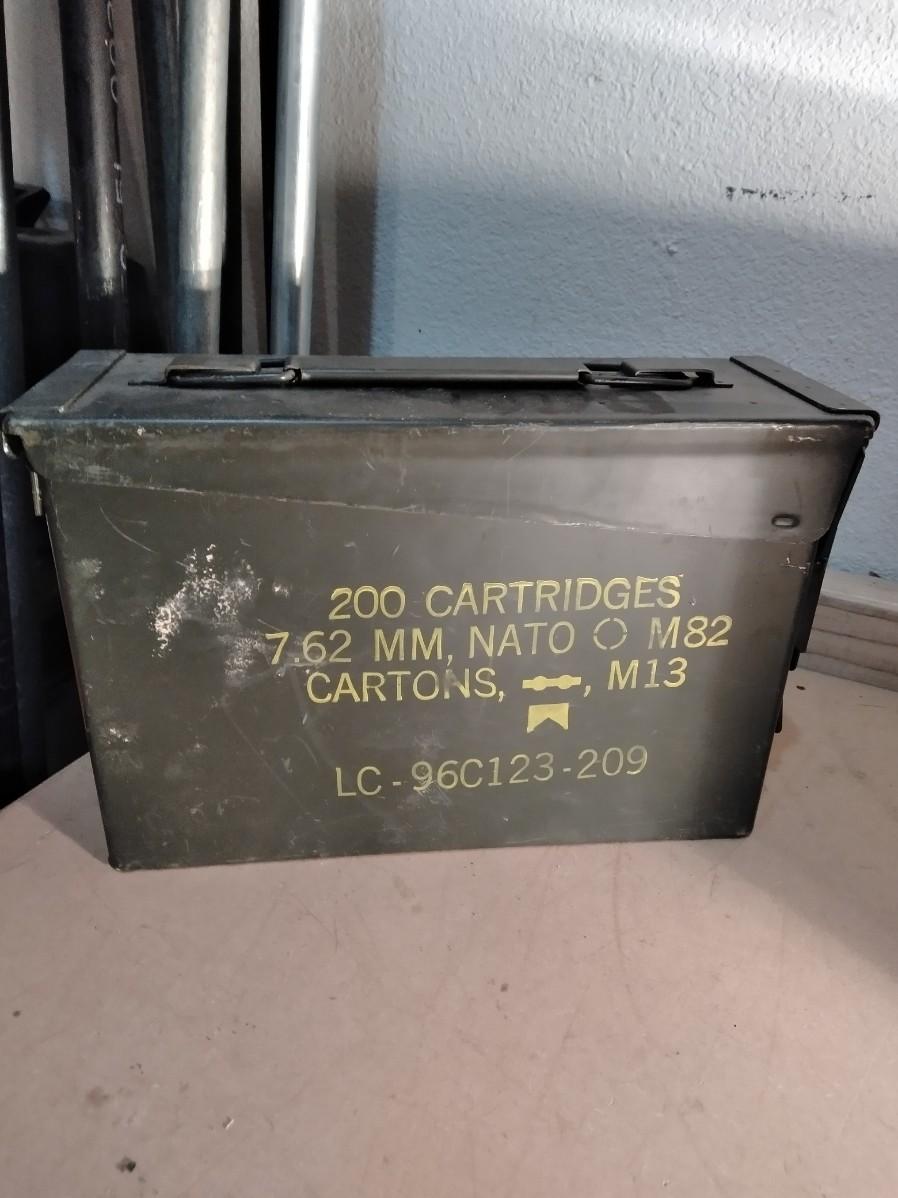 200 CARTRIDGES
7.62 MM, NATO M82
CARTONS, , M13
LC-96C123-209